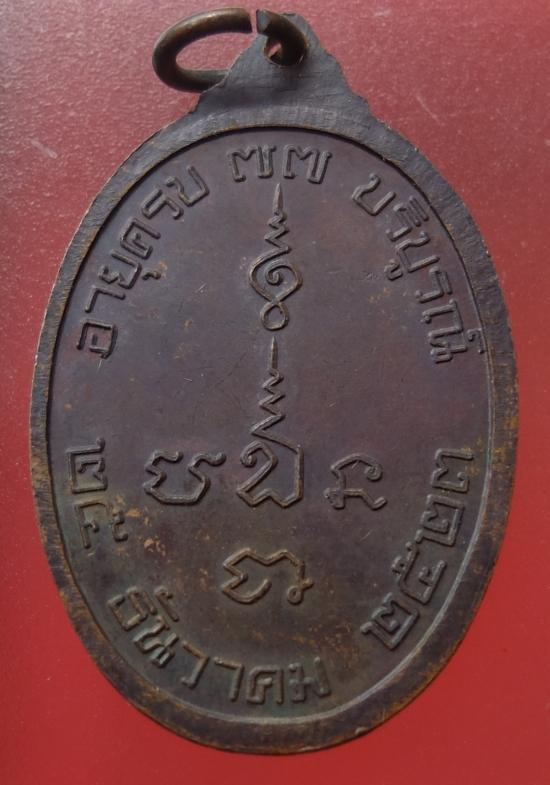 อายุครบ ๗๗ บริบูรณ์
๒๕ ธันวาคม ๒๕๒๓